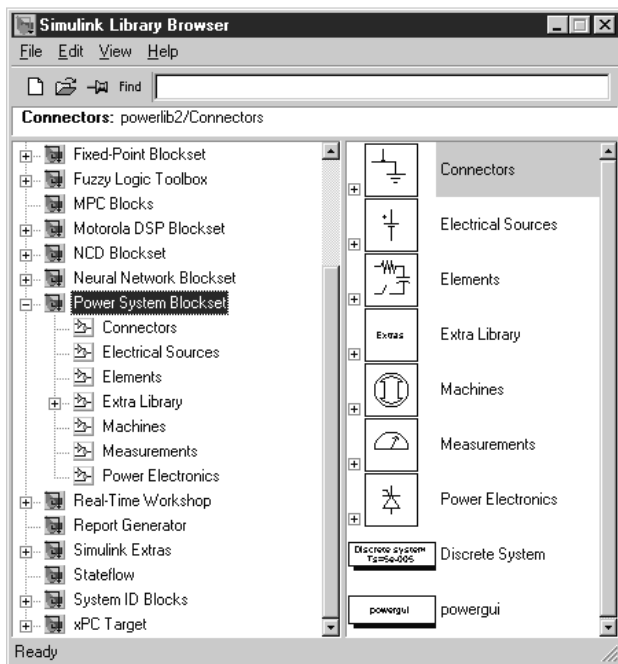 Simulink Library Browser
File Edit View Help
Find
Connectors: powerlib2/Connectors
Fixed-Point Blockset
Fuzzy Logic Toolbox
MPC Blocks
Motorola DSP Blockset
NCD Blockset
Neural Network Blockset
Power System Blockset
Connectors
Electrical Sources
Elements
Extra Library
Machines
Measurements
Power Electronics
Real-Time Workshop
Report Generator
Simulink Extras
Stateflow
System ID Blocks
xPC Target
Connectors
Electrical Sources
Elements
Extras
Extra Library
Machines
Measurements
Power Electronics
Discrete system
Ts=5e-005
Discrete System
powergui
powergui
Ready